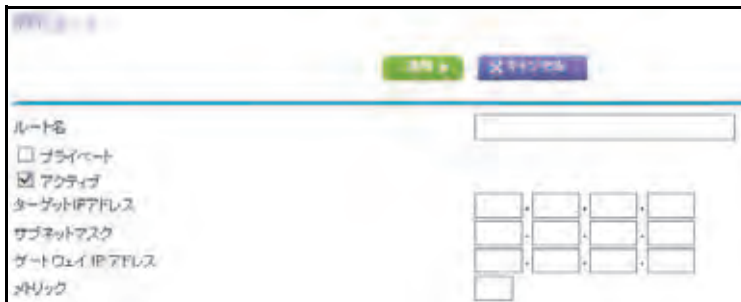 キャンセル
ルート名
プライベート
アクティブ
ターゲットIPアドレス
サブネットマスク
ゲートウェイ IP アドレス
メトリック